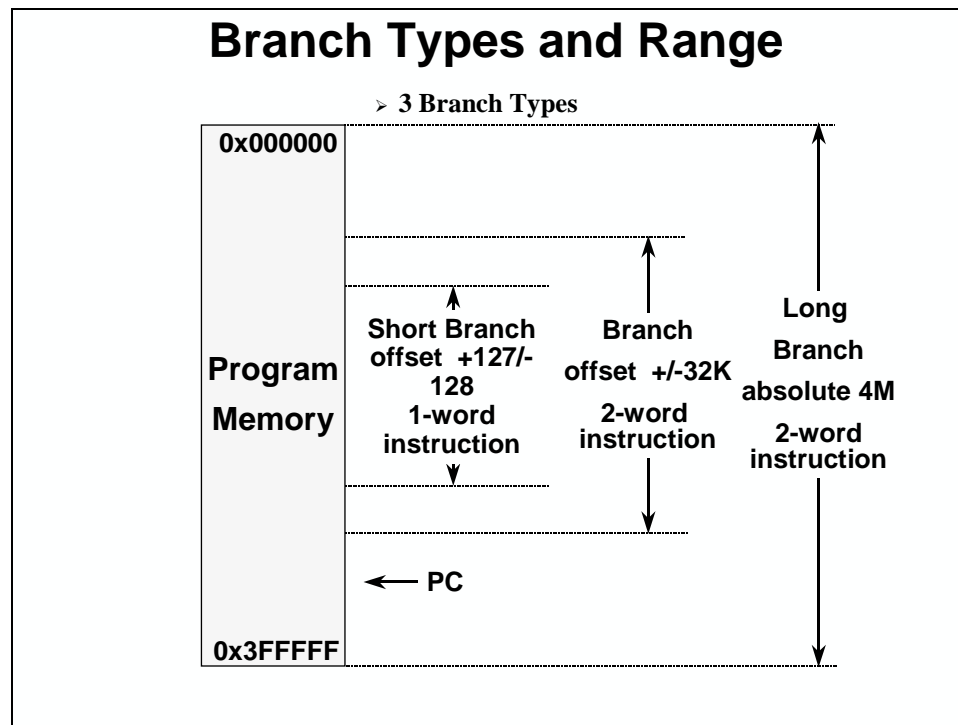 Branch Types and Range
➢ 3 Branch Types
0x000000
Program
Memory
0x3FFFFF
Short Branch
offset +127/-
128
1-word
instruction
Branch
offset +/-32K
2-word
instruction
Long
Branch
absolute 4M
2-word
instruction
PC